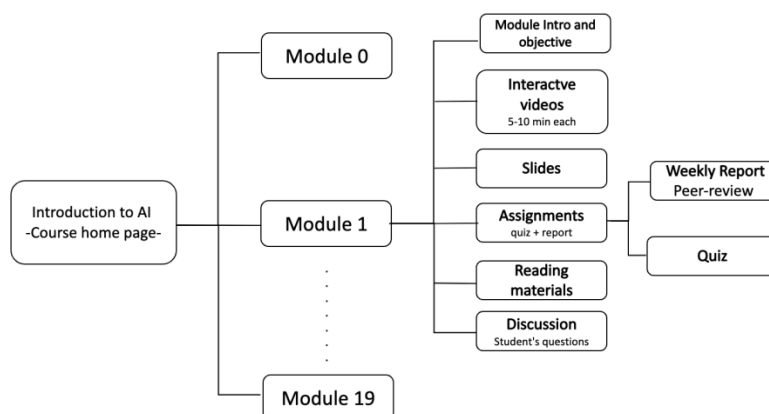 Introduction to AI
-Course home page-
Module 0
Module 1
Module 19
Module Intro and
objective
Interactve
videos
5-10 min each
Slides
Assignments
quiz + report
Reading
materials
Discussion
Student's questions
Weekly Report
Peer-review
Quiz